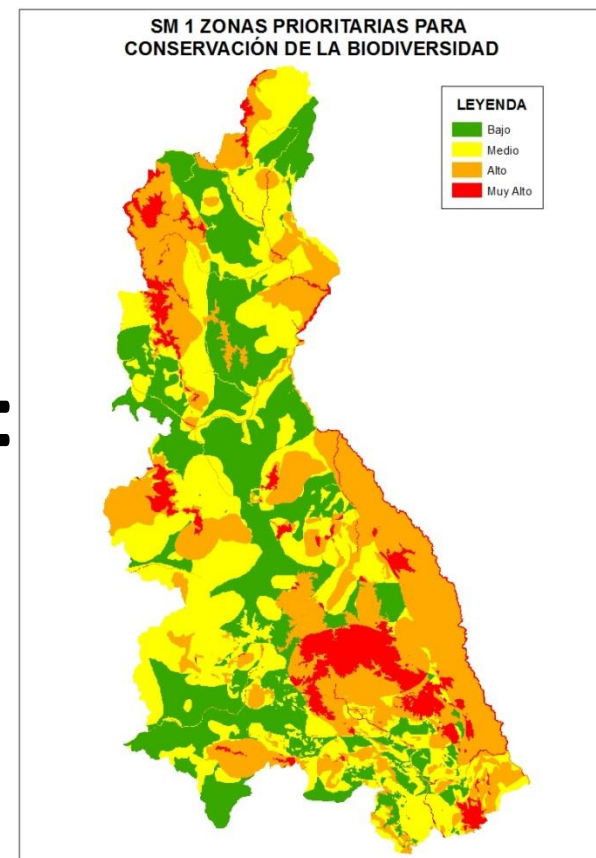 SM 1 ZONAS PRIORITARIAS PARA
CONSERVACIÓN DE LA BIODIVERSIDAD
LEYENDA
Bajo
Medio
Alto
Muy Alto